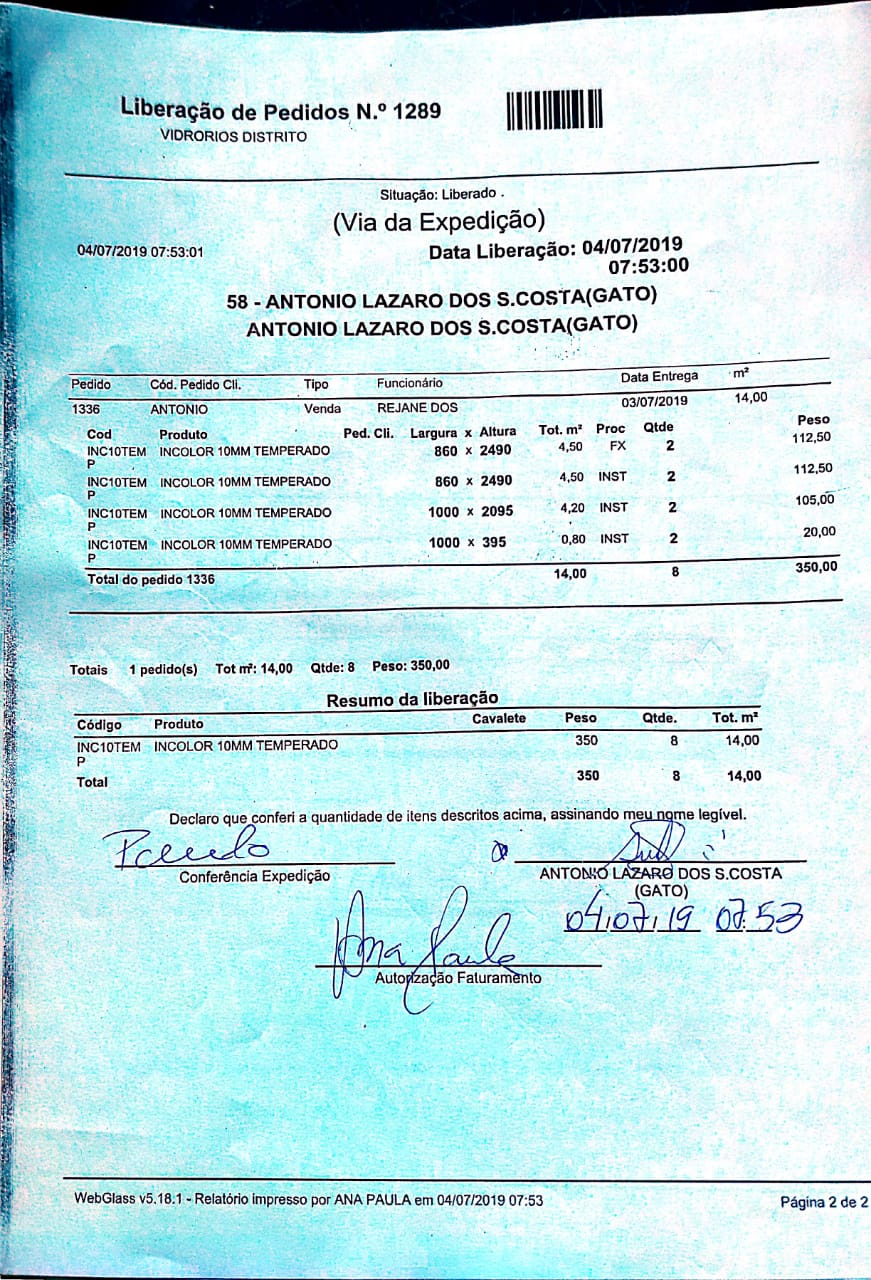 Liberação de Pedidos N.º 1289
VIDRORIOS DISTRITO
Situação: Liberado .
(Via da Expedição)
04/07/2019 07:53:01 Data Liberação: 04/07/2019
07:53:00
58 - ANTONIO LAZARO DOS S.COSTA(GATO)
ANTONIO LAZARO DOS S.COSTA(GATO)
Pedido Cód. Pedido Cli. Tipo Funcionário Data Entrega m²
1336 ANTONIO Venda REJANE DOS 03/07/2019 14,00
Cod Produto Ped. Cli. Largura x Altura Tot. m² Proc Qtde Peso
INC10TEM INCOLOR 10MM TEMPERADO 860 x 2490 4,50 FX 2 112,50
P
INC10TEM INCOLOR 10MM TEMPERADO 860 x 2490 4,50 INST 2 112,50
P
INC10TEM INCOLOR 10MM TEMPERADO 1000 x 2095 4,20 INST 2 105,00
P
INC10TEM INCOLOR 10MM TEMPERADO 1000 x 395 0,80 INST 2 20,00
P
Total do pedido 1336 14,00 8 350,00
Totais 1 pedido(s) Tot m²: 14,00 Qtde: 8 Peso: 350,00
Resumo da liberação
Código Produto Cavalete Peso Qtde. Tot. m²
INC10TEM INCOLOR 10MM TEMPERADO 350 8 14,00
P
Total 350 8 14,00
Declaro que conferi a quantidade de itens descritos acima, assinando meu nome legível.
Conferência Expedição ANTONIO LAZARO DOS S.COSTA
(GATO)
04/07/19 07:53
Ana Paula
Autorização Faturamento
WebGlass v5.18.1 - Relatório impresso por ANA PAULA em 04/07/2019 07:53 Página 2 de 2